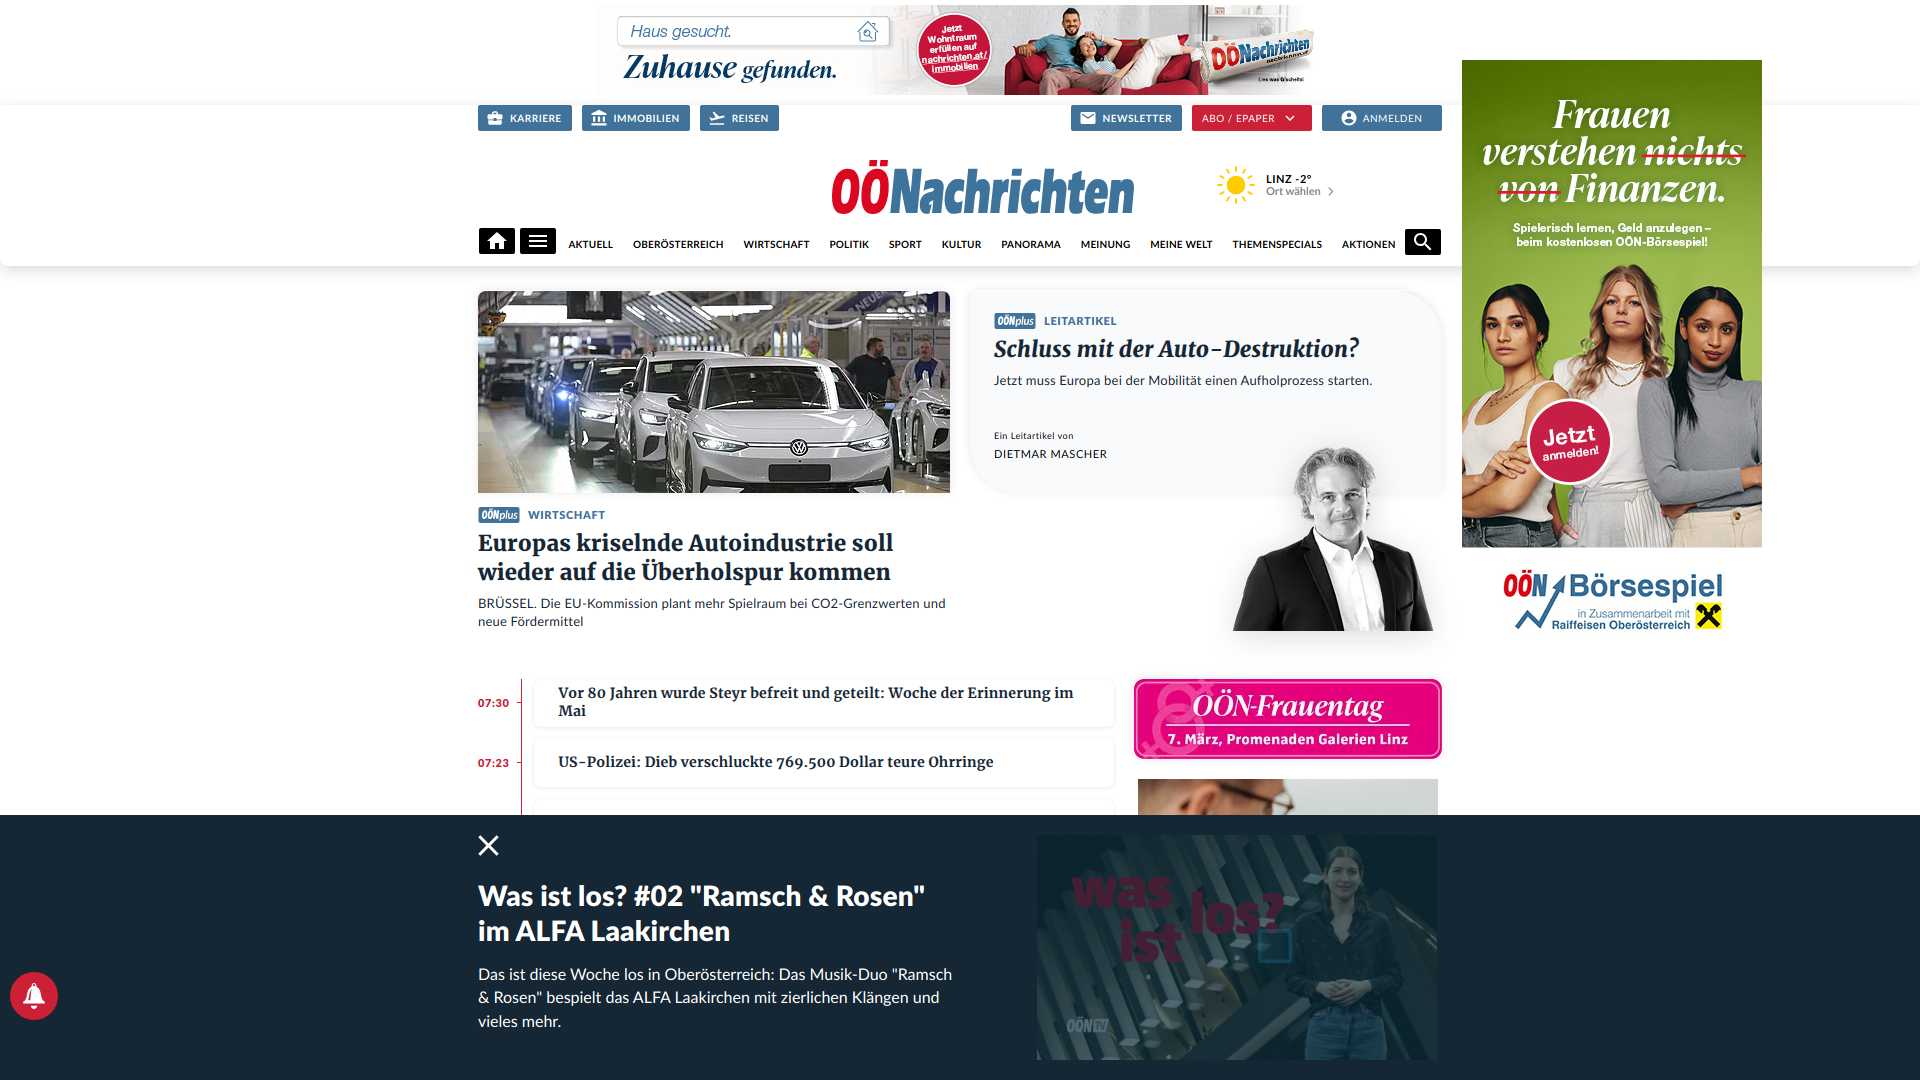 Haus gesucht.
Zuhause gefunden.
Jetzt
Wohntraum
erfüllen auf
nachrichten.at/
immobilien
OÖNachrichten
Lies was G'scheits!
KARRIERE
IMMOBILIEN
REISEN
NEWSLETTER
ABO / EPAPER
ANMELDEN
OÖNachrichten
LINZ -2°
Ort wählen
AKTUELL
OBERÖSTERREICH
WIRTSCHAFT
POLITIK
SPORT
KULTUR
PANORAMA
MEINUNG
MEINE WELT
THEMENSPECIALS
AKTIONEN
Frauen
verstehen nichts
von Finanzen.
Spielerisch lernen, Geld anzulegen –
beim kostenlosen OÖN-Börsespiel!
Jetzt
anmelden!
OÖN Börsespiel
in Zusammenarbeit mit
Raiffeisen Oberösterreich
OÖNplus WIRTSCHAFT
Europas kriselnde Autoindustrie soll
wieder auf die Überholspur kommen
BRÜSSEL. Die EU-Kommission plant mehr Spielraum bei CO2-Grenzwerten und
neue Fördermittel
OÖNplus LEITARTIKEL
Schluss mit der Auto-Destruktion?
Jetzt muss Europa bei der Mobilität einen Aufholprozess starten.
Ein Leitartikel von
DIETMAR MASCHER
07:30
Vor 80 Jahren wurde Steyr befreit und geteilt: Woche der Erinnerung im
Mai
07:23
US-Polizei: Dieb verschluckte 769.500 Dollar teure Ohrringe
OÖN-Frauentag
7. März, Promenaden Galerien Linz
Was ist los? #02 "Ramsch & Rosen"
im ALFA Laakirchen
Das ist diese Woche los in Oberösterreich: Das Musik-Duo "Ramsch
& Rosen" bespielt das ALFA Laakirchen mit zierlichen Klängen und
vieles mehr.
was
ist los?
OÖN TV